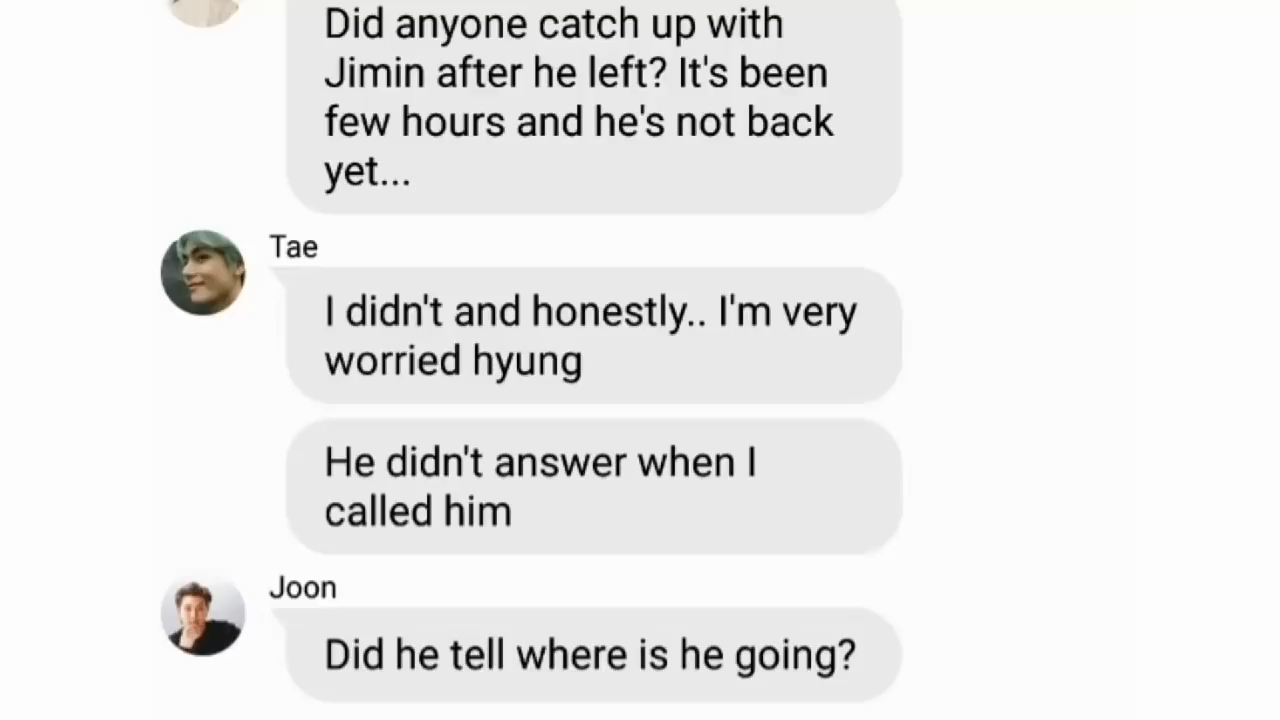 Did anyone catch up with
Jimin after he left? It's been
few hours and he's not back
yet...
Tae
I didn't and honestly.. I'm very
worried hyung
He didn't answer when I
called him
Joon
Did he tell where is he going?